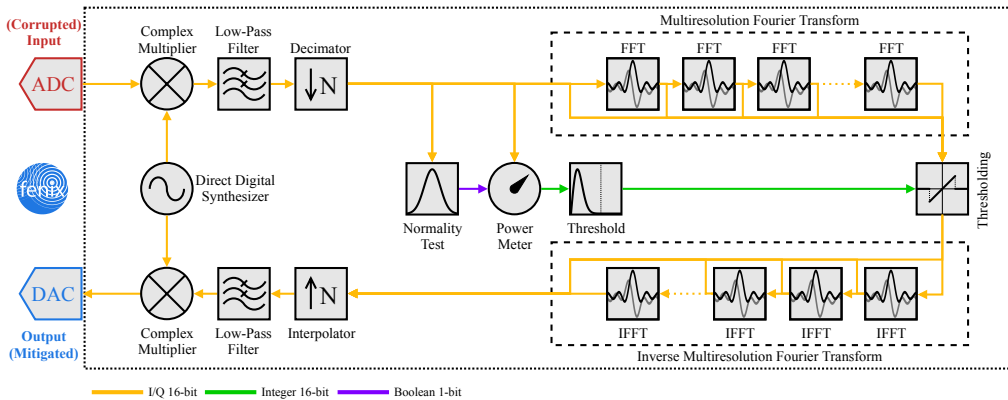 (Corrupted)
Input
Complex
Multiplier
Low-Pass
Filter
Decimator
Multiresolution Fourier Transform
FFT
FFT
FFT
FFT
ADC
N
fenix
Direct Digital
Synthesizer
Normality
Test
Power
Meter
Threshold
Thresholding
DAC
N
Output
(Mitigated)
Complex
Multiplier
Low-Pass
Filter
Interpolator
IFFT
IFFT
IFFT
IFFT
Inverse Multiresolution Fourier Transform
I/Q 16-bit
Integer 16-bit
Boolean 1-bit